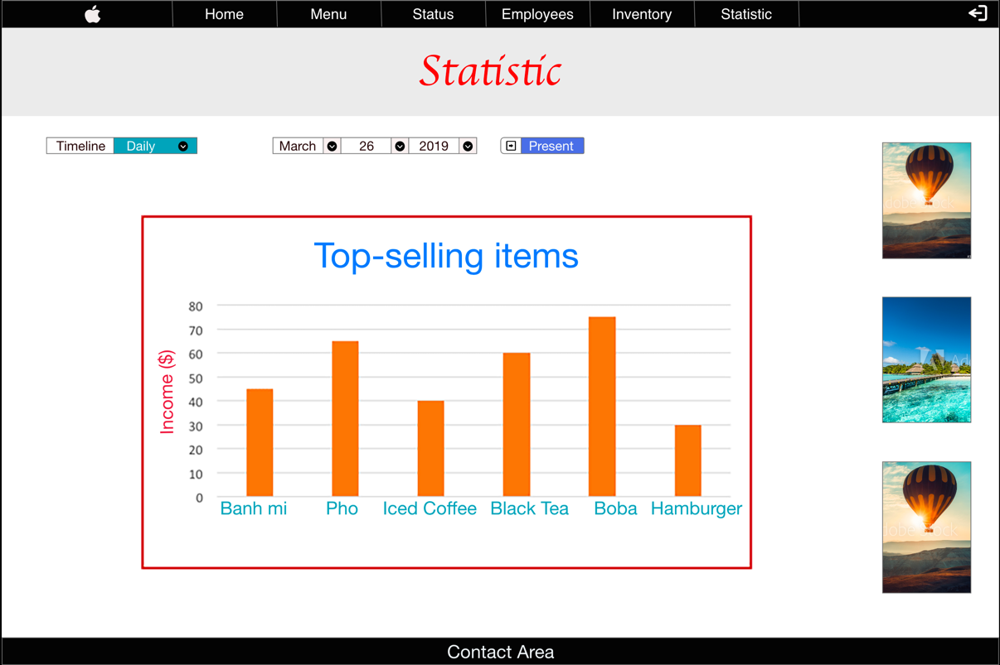 Home Menu Status Employees Inventory Statistic
Statistic
Timeline Daily March 26 2019 Present
Top-selling items
80
70
60
50
40
30
20
10
0
Income ($)
Banh mi Pho Iced Coffee Black Tea Boba Hamburger
Contact Area